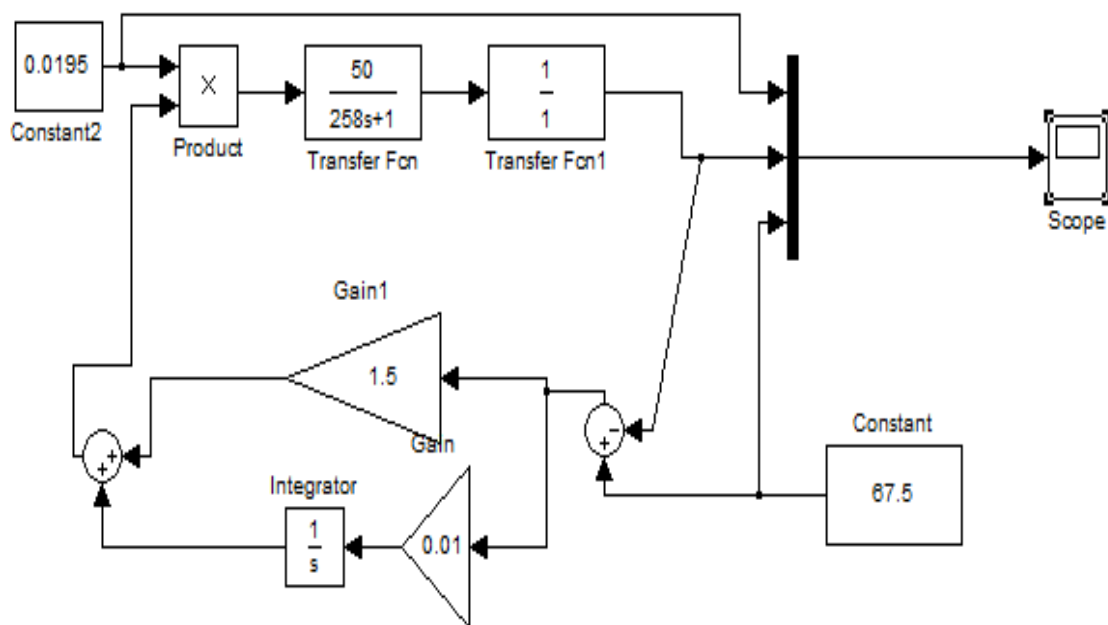 0.0195
Constant2
X
Product
50
258s+1
Transfer Fcn
1
1
Transfer Fcn1
Scope
Gain1
1.5
Gain
0.01
Integrator
1
s
+
+
−
+
Constant
67.5